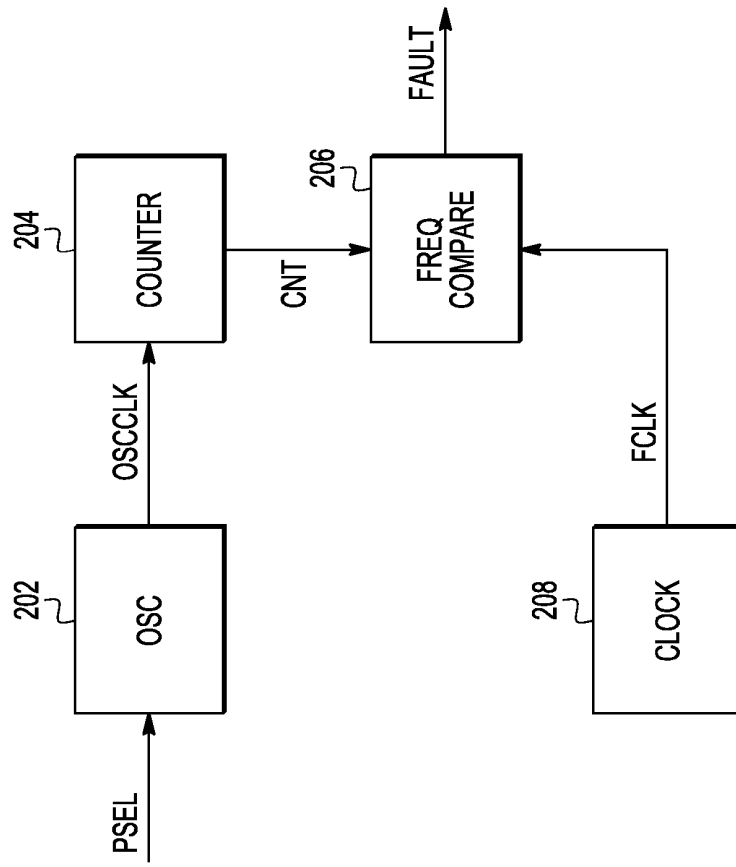 PSEL
202
OSC
OSCCLK
204
COUNTER
CNT
206
FREQ
COMPARE
FAULT
208
CLOCK
FCLK